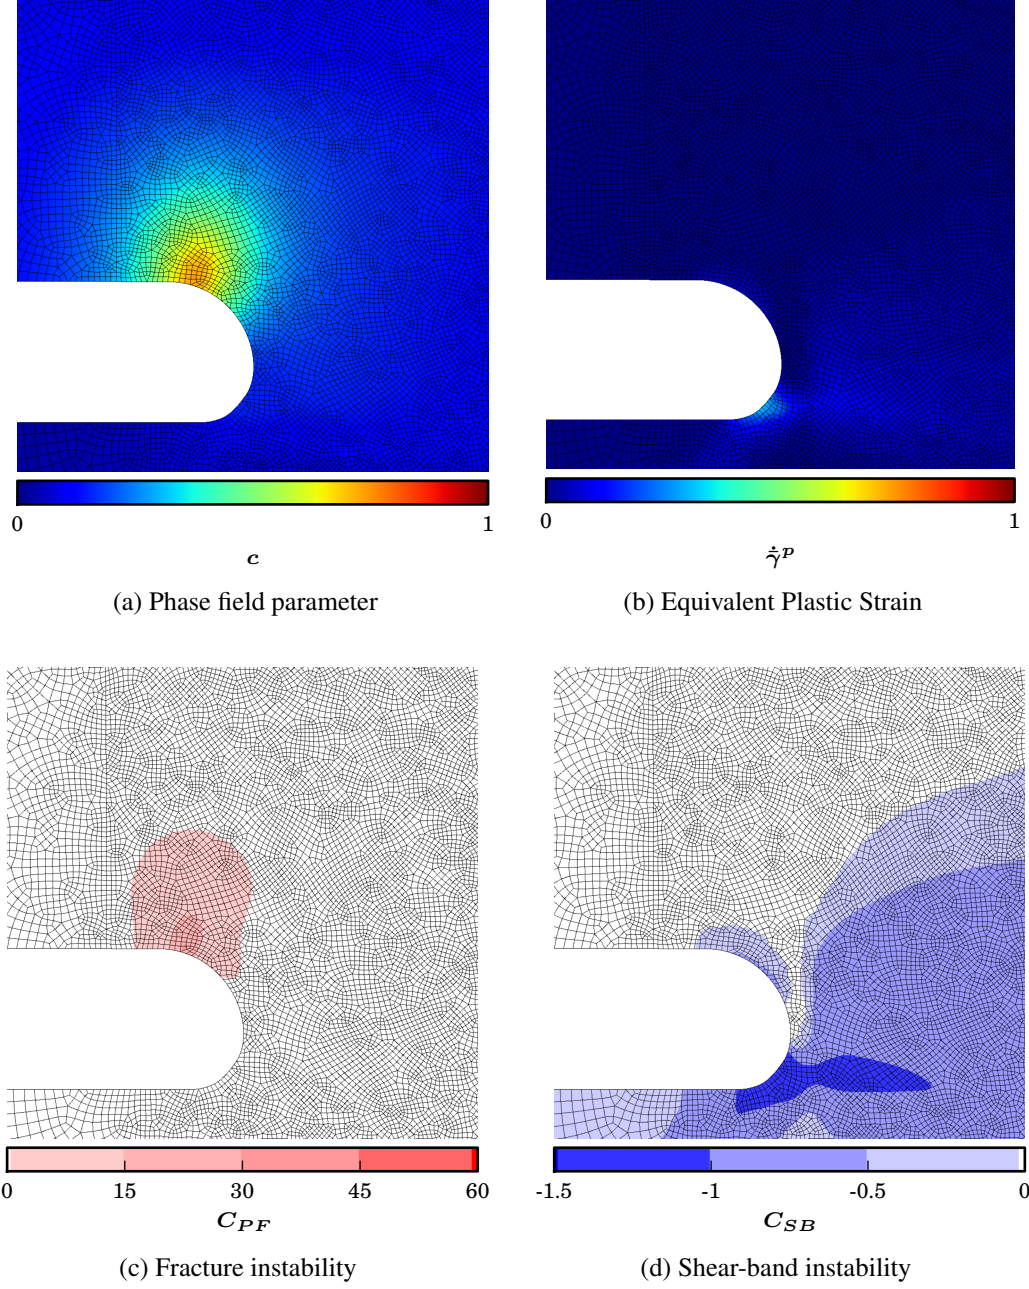 0 1
c
(a) Phase field parameter
0 1
γ̇̄ᵖ
(b) Equivalent Plastic Strain
0 15 30 45 60
C_PF
(c) Fracture instability
-1.5 -1 -0.5 0
C_SB
(d) Shear-band instability